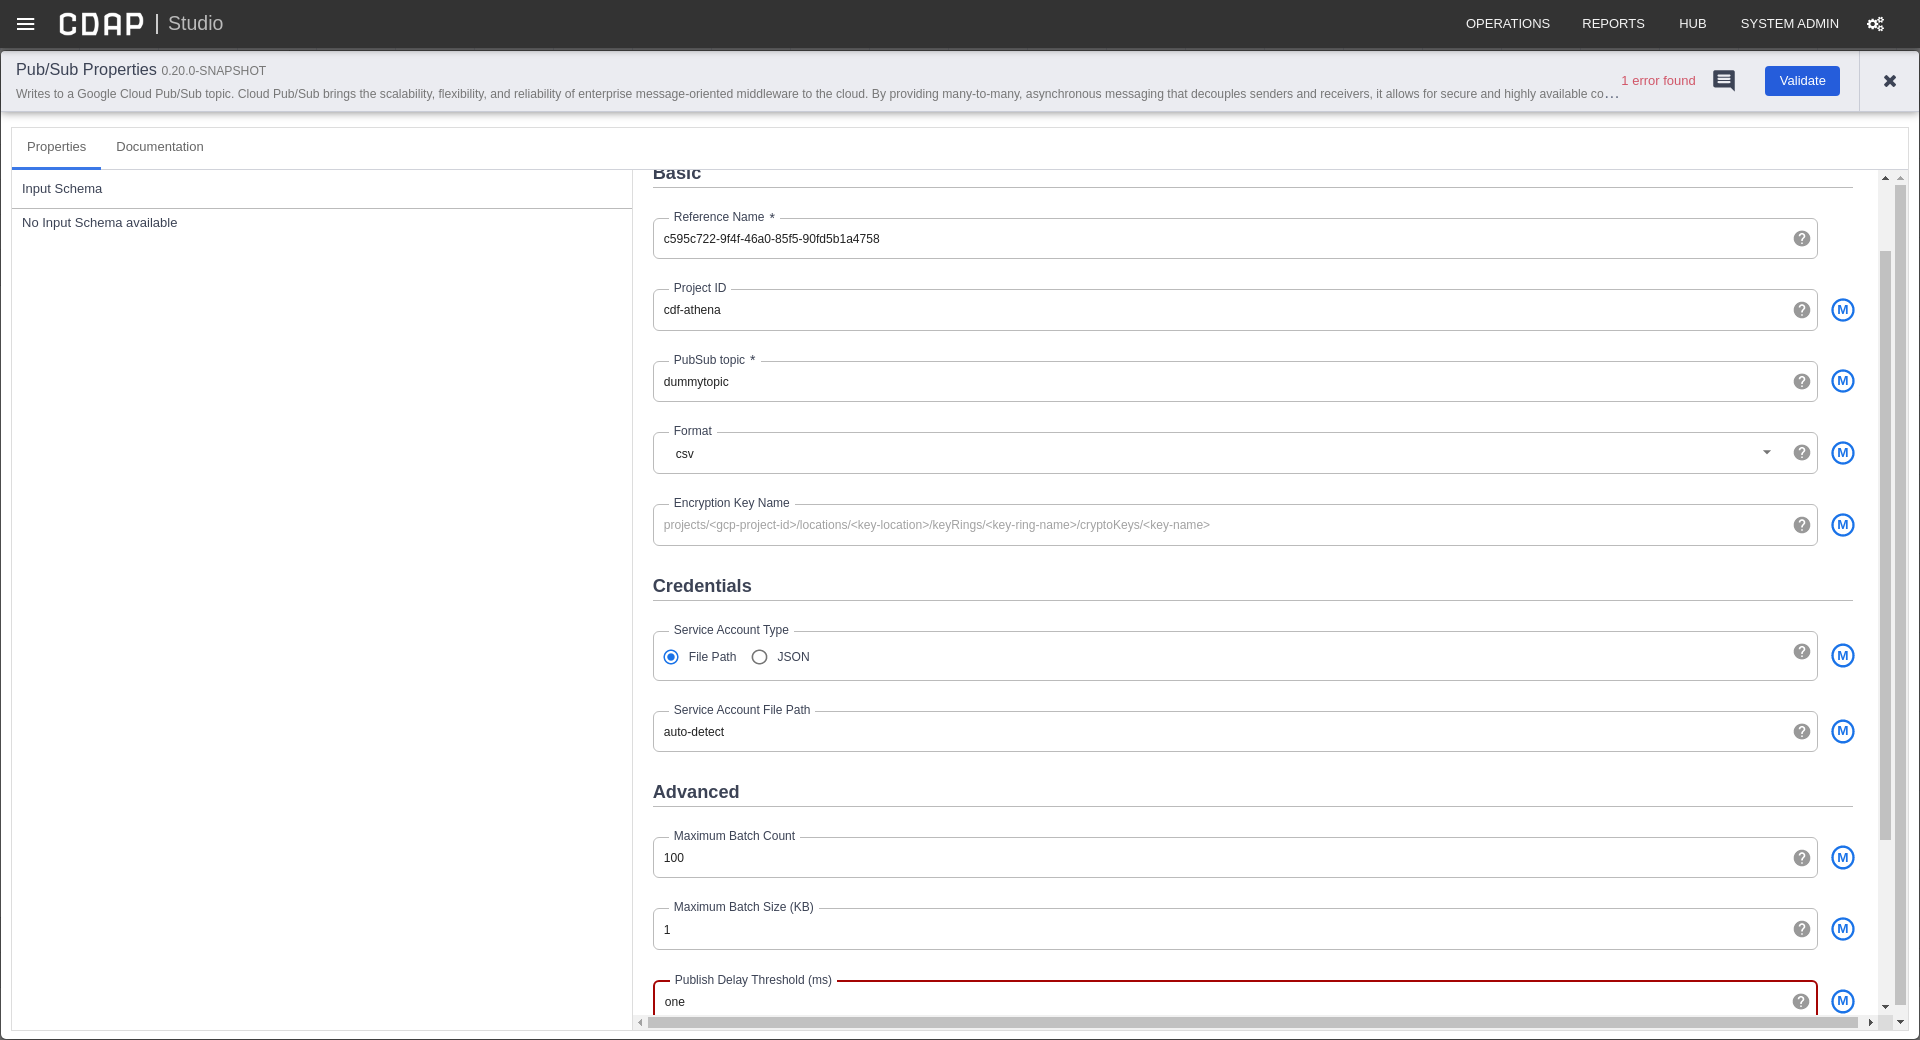 CDAP | Studio
OPERATIONS REPORTS HUB SYSTEM ADMIN
Pub/Sub Properties 0.20.0-SNAPSHOT
Writes to a Google Cloud Pub/Sub topic. Cloud Pub/Sub brings the scalability, flexibility, and reliability of enterprise message-oriented middleware to the cloud. By providing many-to-many, asynchronous messaging that decouples senders and receivers, it allows for secure and highly available co...
1 error found
Validate
Properties Documentation
Input Schema
No Input Schema available
Basic
Reference Name *
c595c722-9f4f-46a0-85f5-90fd5b1a4758
Project ID
cdf-athena
M
PubSub topic *
dummytopic
M
Format
csv
M
Encryption Key Name
projects/<gcp-project-id>/locations/<key-location>/keyRings/<key-ring-name>/cryptoKeys/<key-name>
M
Credentials
Service Account Type
File Path JSON
M
Service Account File Path
auto-detect
M
Advanced
Maximum Batch Count
100
M
Maximum Batch Size (KB)
1
M
Publish Delay Threshold (ms)
one
M